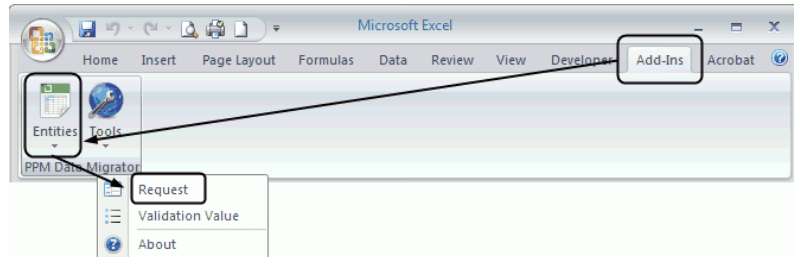 Microsoft Excel
Home Insert Page Layout Formulas Data Review View Developer Add-Ins Acrobat
Entities Tools
PPM Data Migrator
Request
Validation Value
About